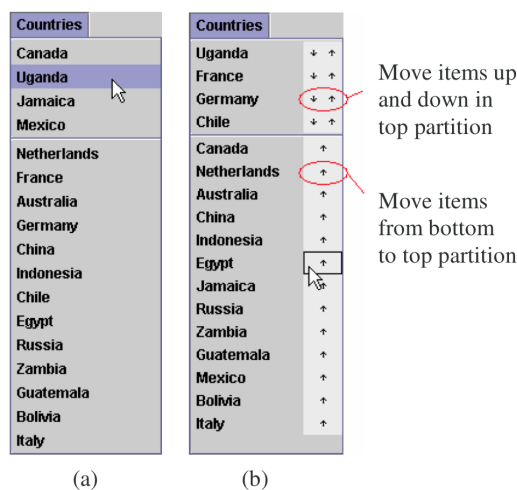 Countries
Canada
Uganda
Jamaica
Mexico
Netherlands
France
Australia
Germany
China
Indonesia
Chile
Egypt
Russia
Zambia
Guatemala
Bolivia
Italy
(a)
Countries
Uganda
France
Germany
Chile
Canada
Netherlands
Australia
China
Indonesia
Egypt
Jamaica
Russia
Zambia
Guatemala
Mexico
Bolivia
Italy
(b)
Move items up
and down in
top partition
Move items
from bottom
to top partition